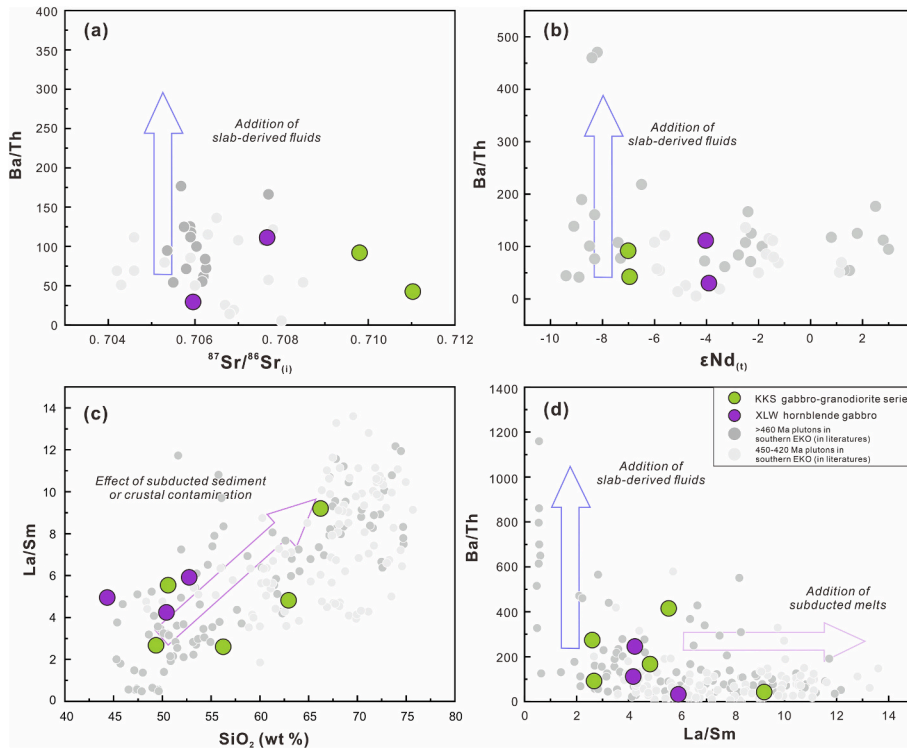 (a)
400
350
300
250
200
150
100
50
0
Ba/Th
Addition of
slab-derived fluids
0.704
0.706
0.708
0.710
0.712
⁸⁷Sr/⁸⁶Sr(i)
(b)
500
400
300
200
100
0
Ba/Th
Addition of
slab-derived fluids
-10
-8
-6
-4
-2
0
2
εNd(t)
(c)
14
12
10
8
6
4
2
0
La/Sm
Effect of subducted sediment
or crustal contamination
40
45
50
55
60
65
70
75
80
SiO₂ (wt %)
(d)
1400
1200
1000
800
600
400
200
0
Ba/Th
KKS gabbro-granodiorite serie
XLW hornblende gabbro
>460 Ma plutons in
southern EKO (in literatures)
450-420 Ma plutons in
southern EKO (in literatures)
Addition of
slab-derived fluids
Addition of
subducted melts
0
2
4
6
8
10
12
14
La/Sm